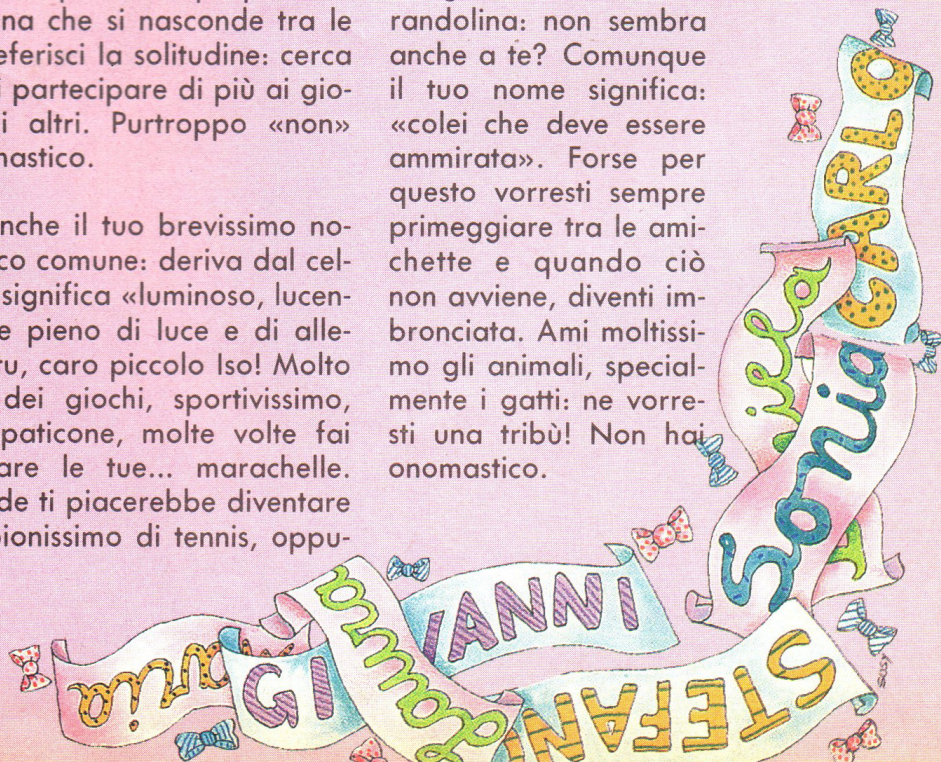 na che si nasconde tra le
eferisci la solitudine: cerca
i partecipare di più ai gio-
i altri. Purtroppo «non»
mastico.
nche il tuo brevissimo no-
co comune: deriva dal cel-
significa «luminoso, lucen-
e pieno di luce e di alle-
tu, caro piccolo Iso! Molto
dei giochi, sportivissimo,
paticone, molte volte fai
are le tue... marachelle.
de ti piacerebbe diventare
pionissimo di tennis, oppu-
randolina: non sembra
anche a te? Comunque
il tuo nome significa:
«colei che deve essere
ammirata». Forse per
questo vorresti sempre
primeggiare tra le ami-
chette e quando ciò
non avviene, diventi im-
bronciata. Ami moltissi-
mo gli animali, special-
mente i gatti: ne vorre-
sti una tribù! Non hai
onomastico.
CARLO
Sonia
GI
VANNI
STEFAN